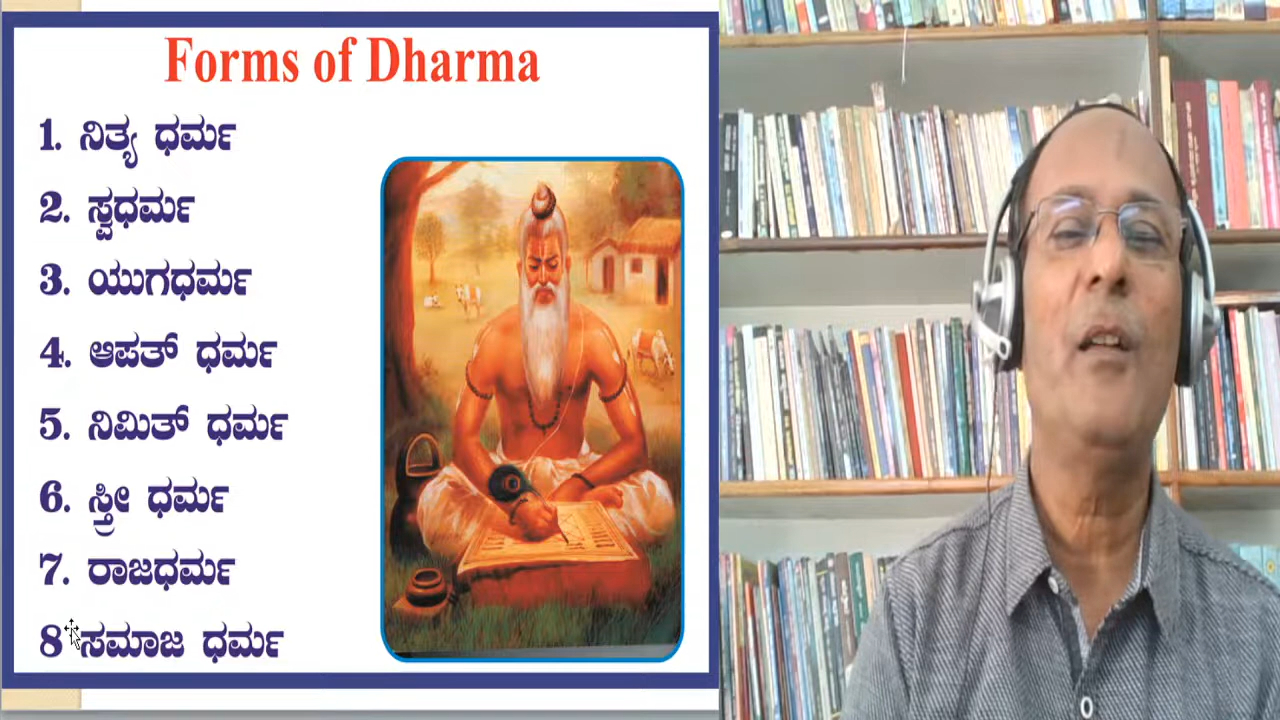 Forms of Dharma
1. ನಿತ್ಯ ಧರ್ಮ
2. ಸ್ವಧರ್ಮ
3. ಯುಗಧರ್ಮ
4. ಆಪತ್ ಧರ್ಮ
5. ನಿಮಿತ್ ಧರ್ಮ
6. ಸ್ತ್ರೀ ಧರ್ಮ
7. ರಾಜಧರ್ಮ
8 ಸಮಾಜ ಧರ್ಮ